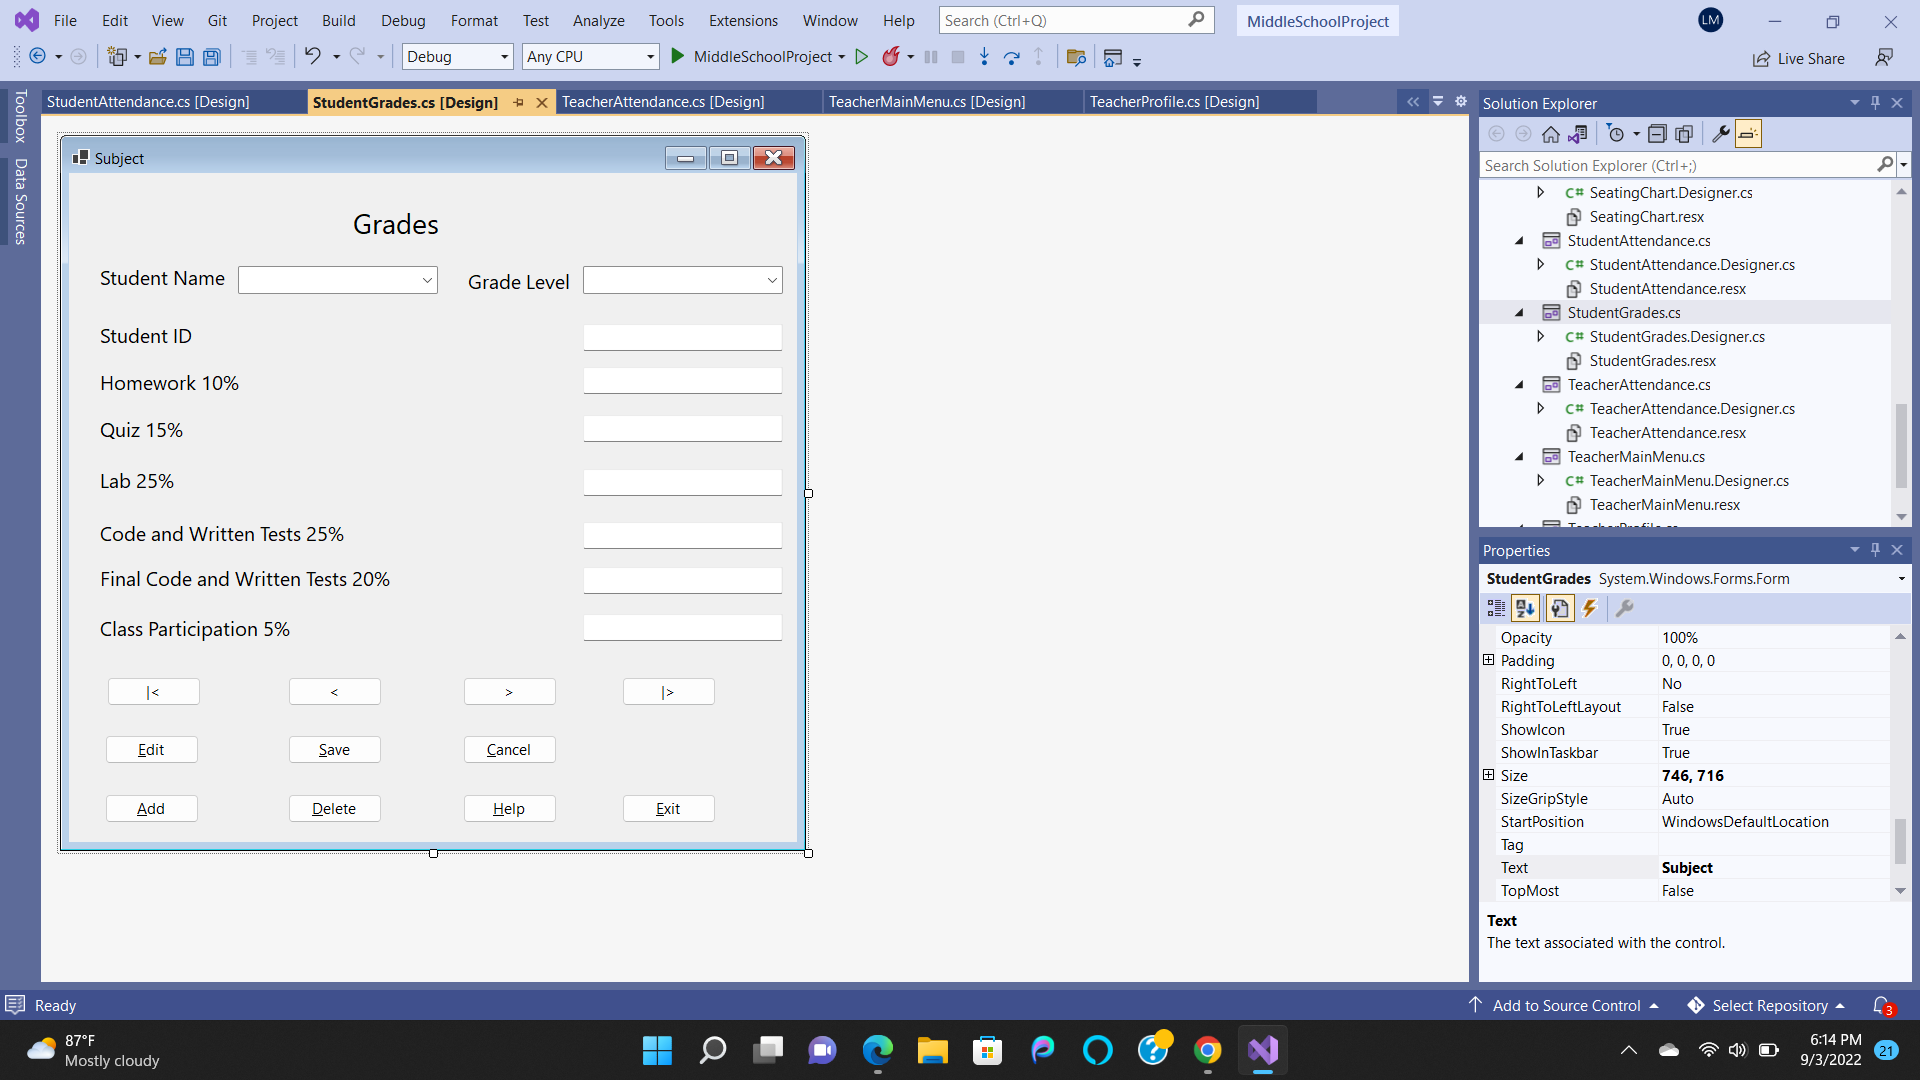 File Edit View Git Project Build Debug Format Test Analyze Tools Extensions Window Help Search (Ctrl+Q) MiddleSchoolProject LM
Debug Any CPU MiddleSchoolProject Live Share
Toolbox
Data Sources
StudentAttendance.cs [Design] StudentGrades.cs [Design] TeacherAttendance.cs [Design] TeacherMainMenu.cs [Design] TeacherProfile.cs [Design]
Subject
Grades
Student Name Grade Level
Student ID
Homework 10%
Quiz 15%
Lab 25%
Code and Written Tests 25%
Final Code and Written Tests 20%
Class Participation 5%
|< < > |>
Edit Save Cancel
Add Delete Help Exit
Solution Explorer
Search Solution Explorer (Ctrl+;)
C# SeatingChart.Designer.cs
SeatingChart.resx
StudentAttendance.cs
C# StudentAttendance.Designer.cs
StudentAttendance.resx
StudentGrades.cs
C# StudentGrades.Designer.cs
StudentGrades.resx
TeacherAttendance.cs
C# TeacherAttendance.Designer.cs
TeacherAttendance.resx
TeacherMainMenu.cs
C# TeacherMainMenu.Designer.cs
TeacherMainMenu.resx
TeacherProfile.cs
Properties
StudentGrades System.Windows.Forms.Form
Opacity 100%
Padding 0, 0, 0, 0
RightToLeft No
RightToLeftLayout False
ShowIcon True
ShowInTaskbar True
Size 746, 716
SizeGripStyle Auto
StartPosition WindowsDefaultLocation
Tag
Text Subject
TopMost False
Text
The text associated with the control.
Ready Add to Source Control Select Repository 3
87°F
Mostly cloudy
6:14 PM
9/3/2022 21